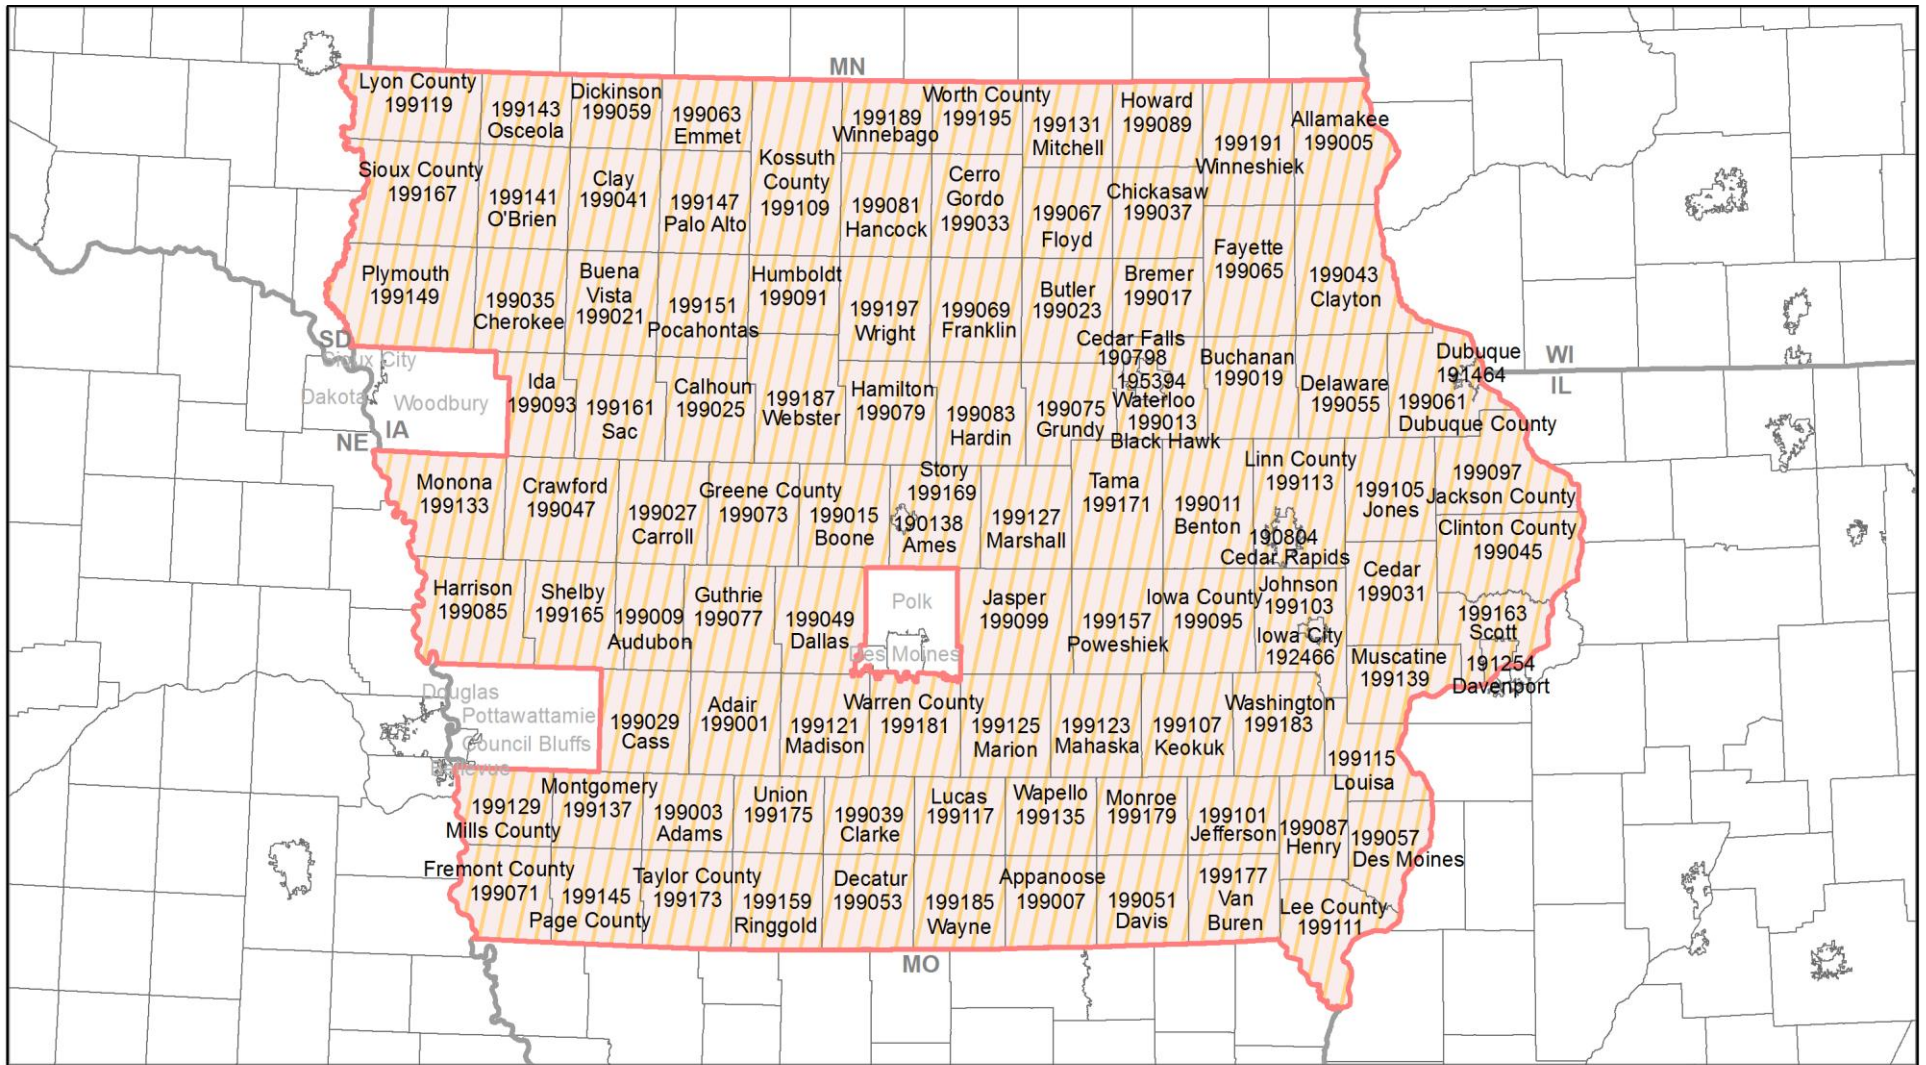 MN
Lyon County
199119
199143
Osceola
Dickinson
199059
199063
Emmet
Kossuth
County
199109
199189
Winnebago
Worth County
199195
199131
Mitchell
Howard
199089
199191
Winneshiek
Allamakee
199005
Sioux County
199167
199141
O'Brien
Clay
199041
199147
Palo Alto
199081
Hancock
Cerro
Gordo
199033
199067
Floyd
Chickasaw
199037
Fayette
199065
199043
Clayton
Plymouth
199149
199035
Cherokee
Buena
Vista
199021
199151
Pocahontas
Humboldt
199091
199197
Wright
199069
Franklin
Butler
199023
Bremer
199017
SD
Sioux City
Dakota
Woodbury
NE
IA
Ida
199093
199161
Sac
Calhoun
199025
199187
Webster
Hamilton
199079
199083
Hardin
199075
Grundy
Cedar Falls
190798
195394
Waterloo
199013
Black Hawk
Buchanan
199019
Delaware
199055
Dubuque
191464
199061
Dubuque County
WI
IL
Monona
199133
Crawford
199047
199027
Carroll
Greene County
199073
199015
Boone
Story
199169
190138
Ames
199127
Marshall
Tama
199171
199011
Benton
Linn County
199113
190804
Cedar Rapids
199105
Jones
199097
Jackson County
Clinton County
199045
Harrison
199085
Shelby
199165
199009
Audubon
Guthrie
199077
199049
Dallas
Polk
Des Moines
Jasper
199099
199157
Poweshiek
Iowa County
199095
Johnson
199103
Iowa City
192466
Cedar
199031
199163
Scott
191254
Davenport
Muscatine
199139
Douglas
Pottawattamie
Council Bluffs
Bellevue
199029
Cass
Adair
199001
199121
Madison
Warren County
199181
199125
Marion
199123
Mahaska
199107
Keokuk
Washington
199183
199115
Louisa
199129
Mills County
Montgomery
199137
199003
Adams
Union
199175
199039
Clarke
Lucas
199117
Wapello
199135
Monroe
199179
199101
Jefferson
199087
Henry
199057
Des Moines
Fremont County
199071
199145
Page County
Taylor County
199173
199159
Ringgold
Decatur
199053
199185
Wayne
Appanoose
199007
199051
Davis
199177
Van
Buren
Lee County
199111
MO